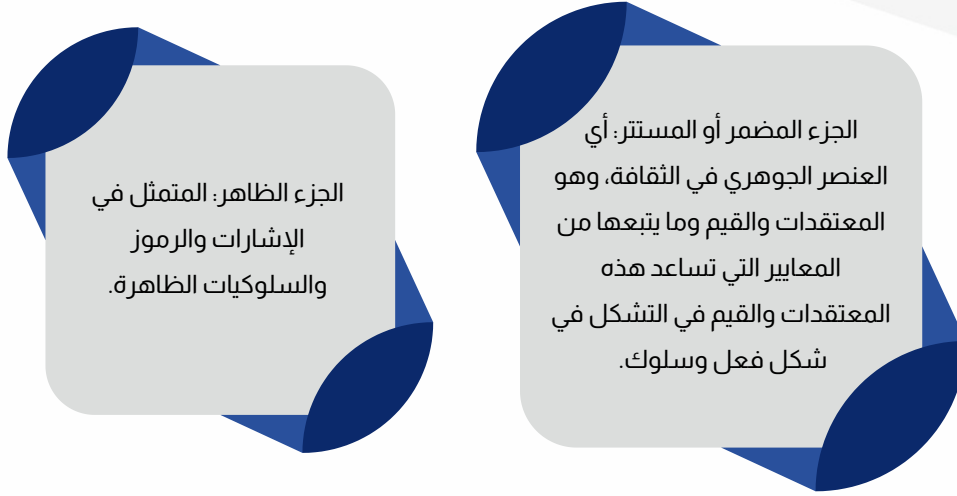 الجزء المضمر أو المستتر: أي
العنصر الجوهري في الثقافة، وهو
المعتقدات والقيم وما يتبعها من
المعايير التي تساعد هذه
المعتقدات والقيم في التشكل في
شكل فعل وسلوك.
الجزء الظاهر: المتمثل في
الإشارات والرموز
والسلوكيات الظاهرة.